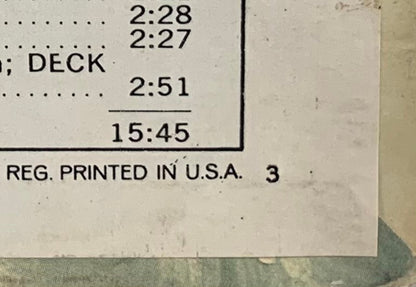 ........ 2:28
........ 2:27
; DECK
........ 2:51
15:45
REG. PRINTED IN U.S.A. 3